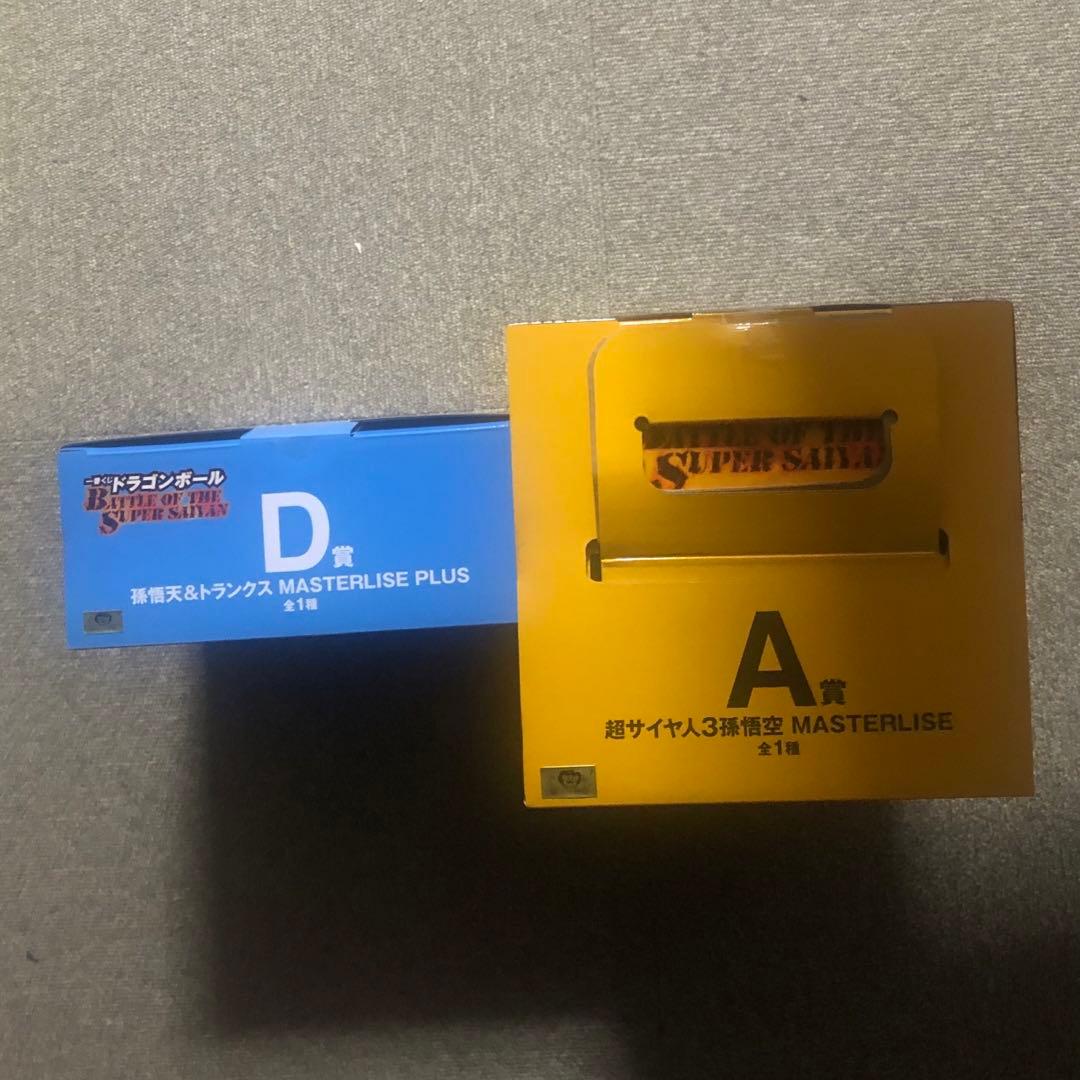 一番くじ ドラゴンボール
BATTLE OF THE
SUPER SAIYAN
D賞
孫悟天&トランクス MASTERLISE PLUS
全1種
BATTLE OF THE
SUPER SAIYA
A賞
超サイヤ人3孫悟空 MASTERLISE
全1種